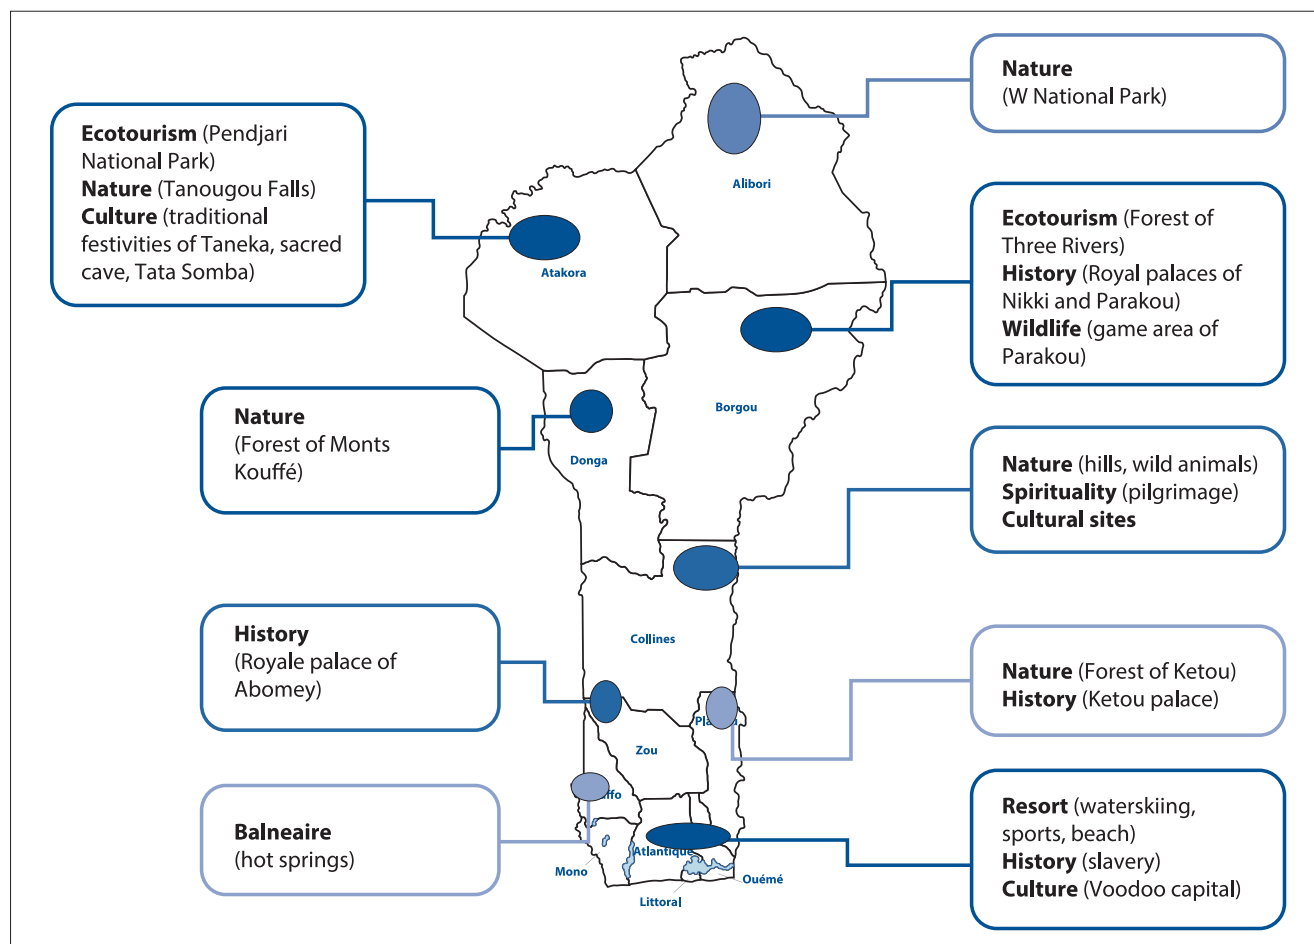 Nature
(W National Park)
Ecotourism (Pendjari
National Park)
Nature (Tanougou Falls)
Culture (traditional
festivities of Taneka, sacred
cave, Tata Somba)
Ecotourism (Forest of
Three Rivers)
History (Royal palaces of
Nikki and Parakou)
Wildlife (game area of
Parakou)
Nature
(Forest of Monts
Kouffé)
Nature (hills, wild animals)
Spirituality (pilgrimage)
Cultural sites
History
(Royale palace of
Abomey)
Nature (Forest of Ketou)
History (Ketou palace)
Balneaire
(hot springs)
Resort (waterskiing,
sports, beach)
History (slavery)
Culture (Voodoo capital)
Alibori
Atakora
Borgou
Donga
Collines
Zou
Atlantique
Mono
Ouémé
Littoral